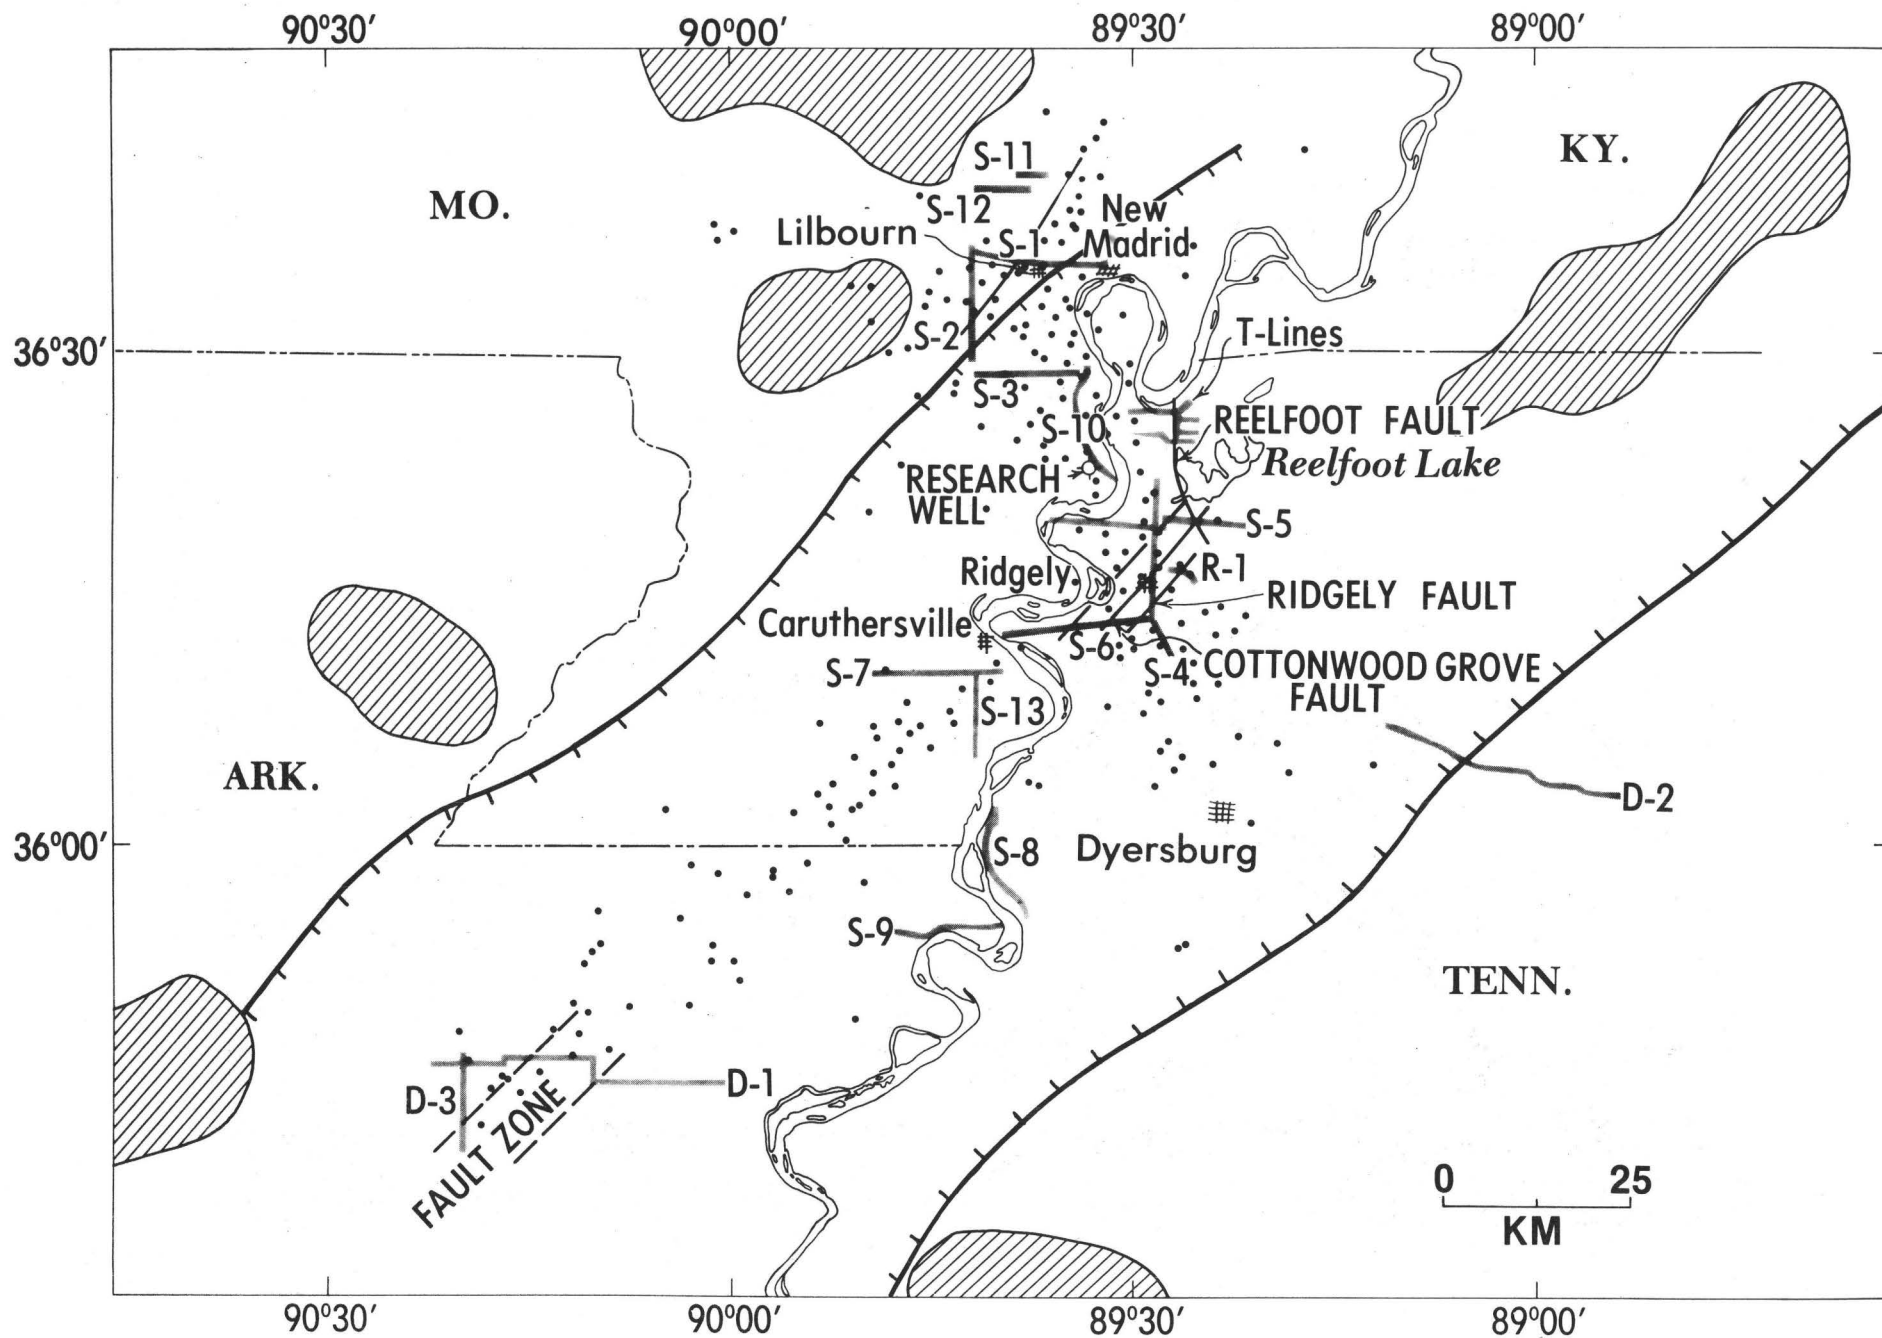 90°30′ 90°00′ 89°30′ 89°00′
KY.
S-11
MO.
S-12
New
Madrid
Lilbourn
S-1
S-2
T-Lines
36°30′
S-3
REELFOOT FAULT
S-10
Reelfoot Lake
RESEARCH
WELL
S-5
Ridgely
R-1
RIDGELY FAULT
Caruthersville
S-6
S-7
S-4
COTTONWOOD GROVE
FAULT
S-13
ARK.
D-2
36°00′
S-8
Dyersburg
S-9
TENN.
D-3
D-1
FAULT ZONE
0 25
KM
90°30′ 90°00′ 89°30′ 89°00′